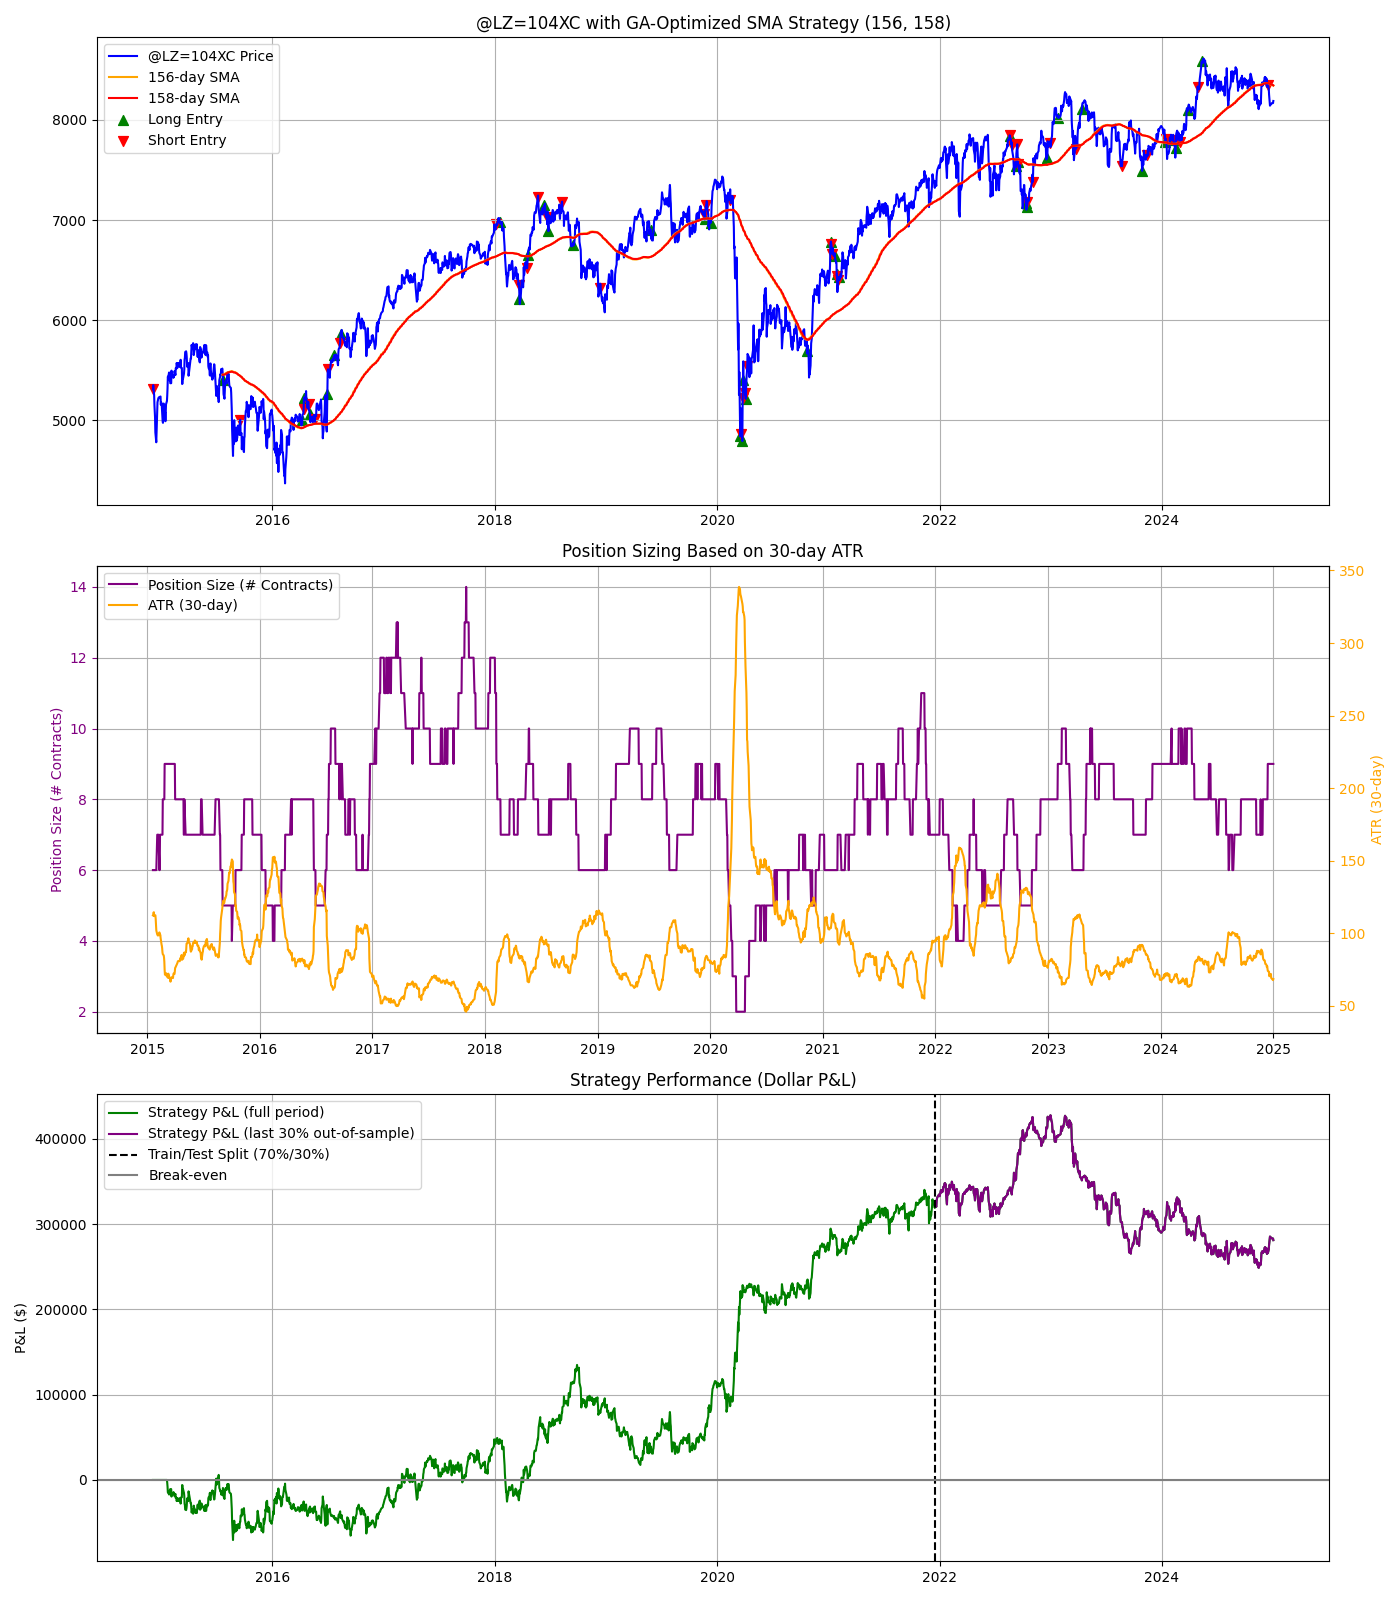 @LZ=104XC with GA-Optimized SMA Strategy (156, 158)
@LZ=104XC Price
156-day SMA
158-day SMA
Long Entry
Short Entry
8000
7000
6000
5000
2016 2018 2020 2022 2024
Position Sizing Based on 30-day ATR
Position Size (# Contracts)
ATR (30-day)
Position Size (# Contracts)
14
12
10
8
6
4
2
350
300
250
200
150
100
50
ATR (30-day)
2015 2016 2017 2018 2019 2020 2021 2022 2023 2024 2025
Strategy Performance (Dollar P&L)
Strategy P&L (full period)
Strategy P&L (last 30% out-of-sample)
Train/Test Split (70%/30%)
Break-even
P&L ($)
400000
300000
200000
100000
0
2016 2018 2020 2022 2024